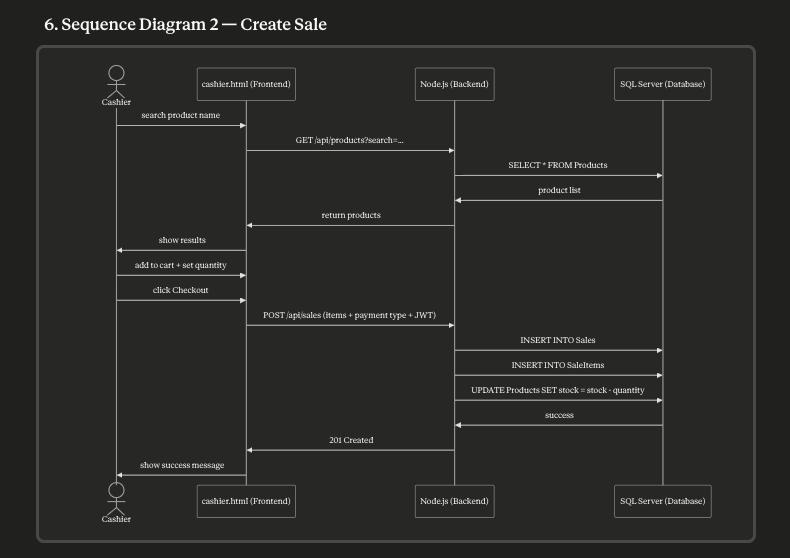 6. Sequence Diagram 2 — Create Sale
Cashier
cashier.html (Frontend)
Node.js (Backend)
SQL Server (Database)
search product name
GET /api/products?search=...
SELECT * FROM Products
product list
return products
show results
add to cart + set quantity
click Checkout
POST /api/sales (items + payment type + JWT)
INSERT INTO Sales
INSERT INTO SaleItems
UPDATE Products SET stock = stock - quantity
success
201 Created
show success message
Cashier
cashier.html (Frontend)
Node.js (Backend)
SQL Server (Database)